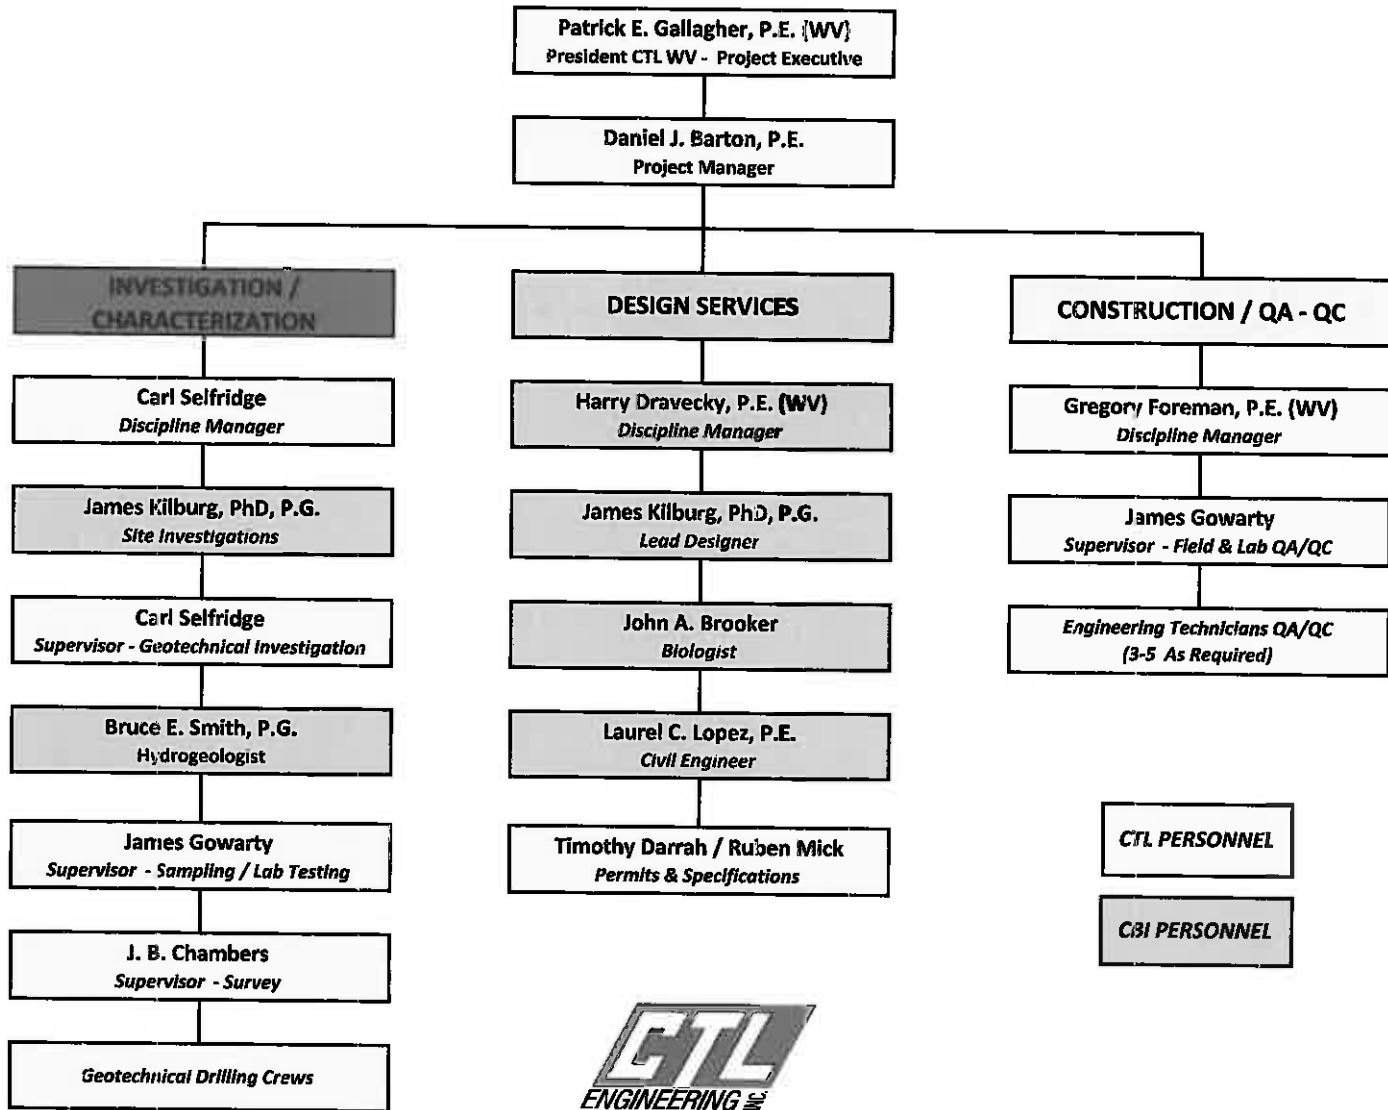 Patrick E. Gallagher, P.E. (WV)
President CTL WV - Project Executive
Daniel J. Barton, P.E.
Project Manager
INVESTIGATION /
CHARACTERIZATION
Carl Selfridge
Discipline Manager
James Kilburg, PhD, P.G.
Site Investigations
Carl Selfridge
Supervisor - Geotechnical Investigation
Bruce E. Smith, P.G.
Hydrogeologist
James Gowarty
Supervisor - Sampling / Lab Testing
J. B. Chambers
Supervisor - Survey
Geotechnical Drilling Crews
DESIGN SERVICES
Harry Dravecky, P.E. (WV)
Discipline Manager
James Kilburg, PhD, P.G.
Lead Designer
John A. Brooker
Biologist
Laurel C. Lopez, P.E.
Civil Engineer
Timothy Darrah / Ruben Mick
Permits & Specifications
CONSTRUCTION / QA - QC
Gregory Foreman, P.E. (WV)
Discipline Manager
James Gowarty
Supervisor - Field & Lab QA/QC
Engineering Technicians QA/QC
(3-5 As Required)
CTL PERSONNEL
CBI PERSONNEL
CTL
ENGINEERING INC.